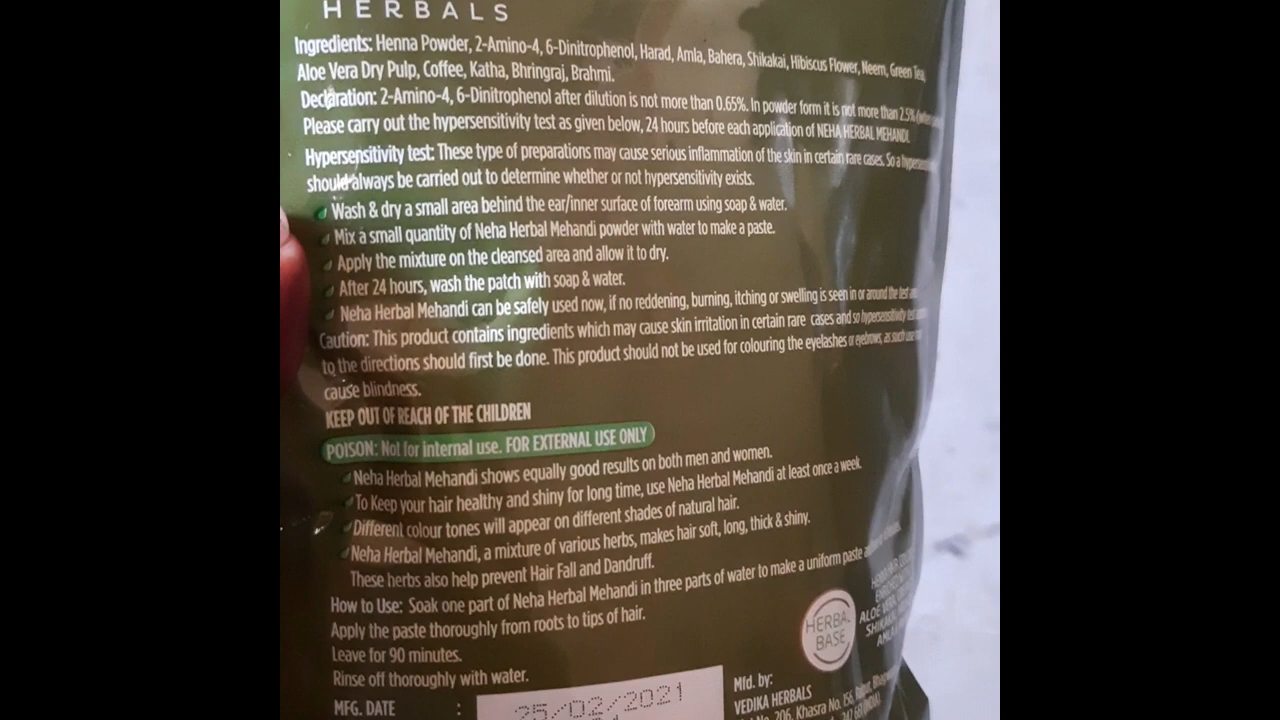 HERBALS
Ingredients: Henna Powder, 2-Amino-4, 6-Dinitrophenol, Harad, Amla, Bahera, Shikakai, Hibiscus Flower, Neem, Green Tea,
Aloe Vera Dry Pulp, Coffee, Katha, Bhringraj, Brahmi.
Declaration: 2-Amino-4, 6-Dinitrophenol after dilution is not more than 0.65%. In powder form it is not more than 2.5%
Please carry out the hypersensitivity test as given below, 24 hours before each application of NEHA HERBAL MEHANDI.
Hypersensitivity test: These type of preparations may cause serious inflammation of the skin in certain rare cases. So a
should always be carried out to determine whether or not hypersensitivity exists.
Wash & dry a small area behind the ear/inner surface of forearm using soap & water.
Mix a small quantity of Neha Herbal Mehandi powder with water to make a paste.
Apply the mixture on the cleansed area and allow it to dry.
After 24 hours, wash the patch with soap & water.
Neha Herbal Mehandi can be safely used now, if no reddening, burning, itching or swelling is seen in or around the test
Caution: This product contains ingredients which may cause skin irritation in certain rare cases and so hypersensitivity test
to the directions should first be done. This product should not be used for colouring the eyelashes or eyebrows, as such use
cause blindness.
KEEP OUT OF REACH OF THE CHILDREN
POISON: Not for internal use. FOR EXTERNAL USE ONLY
Neha Herbal Mehandi shows equally good results on both men and women.
To Keep your hair healthy and shiny for long time, use Neha Herbal Mehandi at least once a week.
Different colour tones will appear on different shades of natural hair.
Neha Herbal Mehandi, a mixture of various herbs, makes hair soft, long, thick & shiny.
These herbs also help prevent Hair Fall and Dandruff.
How to Use: Soak one part of Neha Herbal Mehandi in three parts of water to make a uniform paste
Apply the paste thoroughly from roots to tips of hair.
Leave for 90 minutes.
Rinse off thoroughly with water.
HERBAL
BASE
ALOE VERA
MFG. DATE : 25/02/2021
Mfd. by:
VEDIKA HERBALS
No. 206, Khasra No. 156,